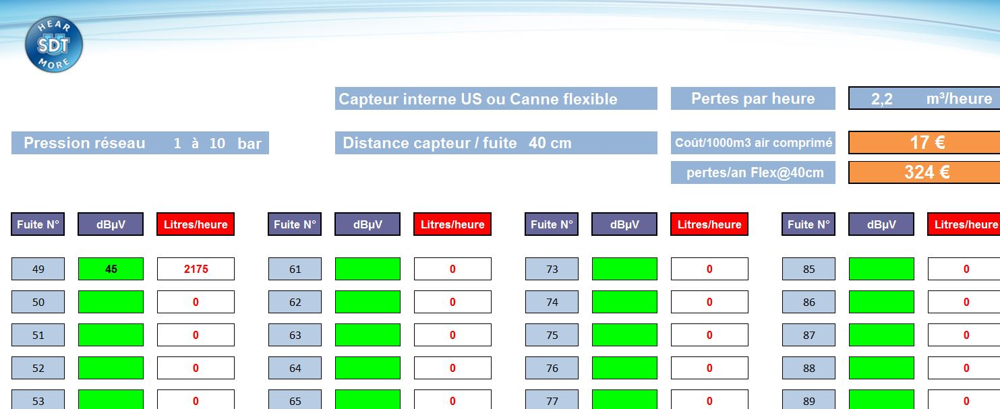 HEAR
SDT
MORE
Capteur interne US ou Canne flexible
Pertes par heure
2,2 m³/heure
Pression réseau 1 à 10 bar
Distance capteur / fuite 40 cm
Coût/1000m3 air comprimé
17 €
pertes/an Flex@40cm
324 €
Fuite N° dBµV Litres/heure Fuite N° dBµV Litres/heure Fuite N° dBµV Litres/heure Fuite N° dBµV Litres/heure
49 45 2175 61 0 73 0 85 0
50 0 62 0 74 0 86 0
51 0 63 0 75 0 87 0
52 0 64 0 76 0 88 0
53 0 65 0 77 0 89 0